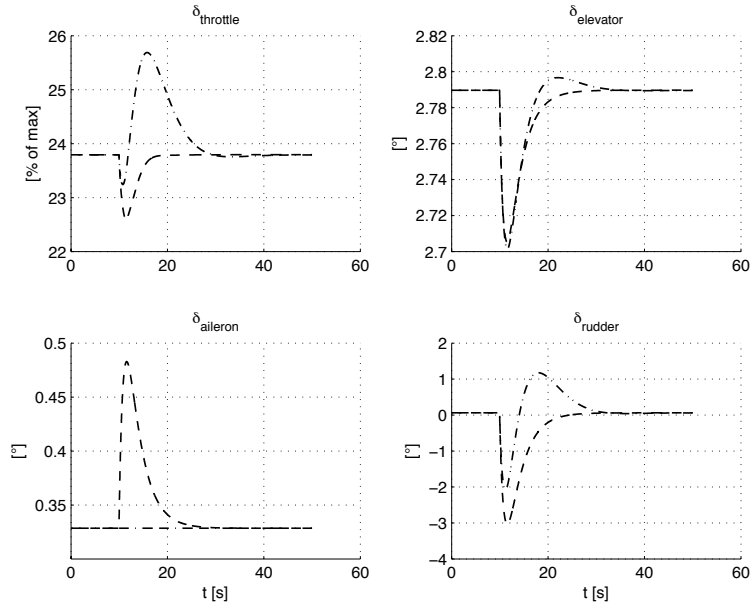 δthrottle
26
25
24
23
22
[% of max]
0 20 40 60
δelevator
2.82
2.8
2.78
2.76
2.74
2.72
2.7
[°]
0 20 40 60
δaileron
0.5
0.45
0.4
0.35
[°]
0 20 40 60
t [s]
δrudder
2
1
0
−1
−2
−3
−4
[°]
0 20 40 60
t [s]